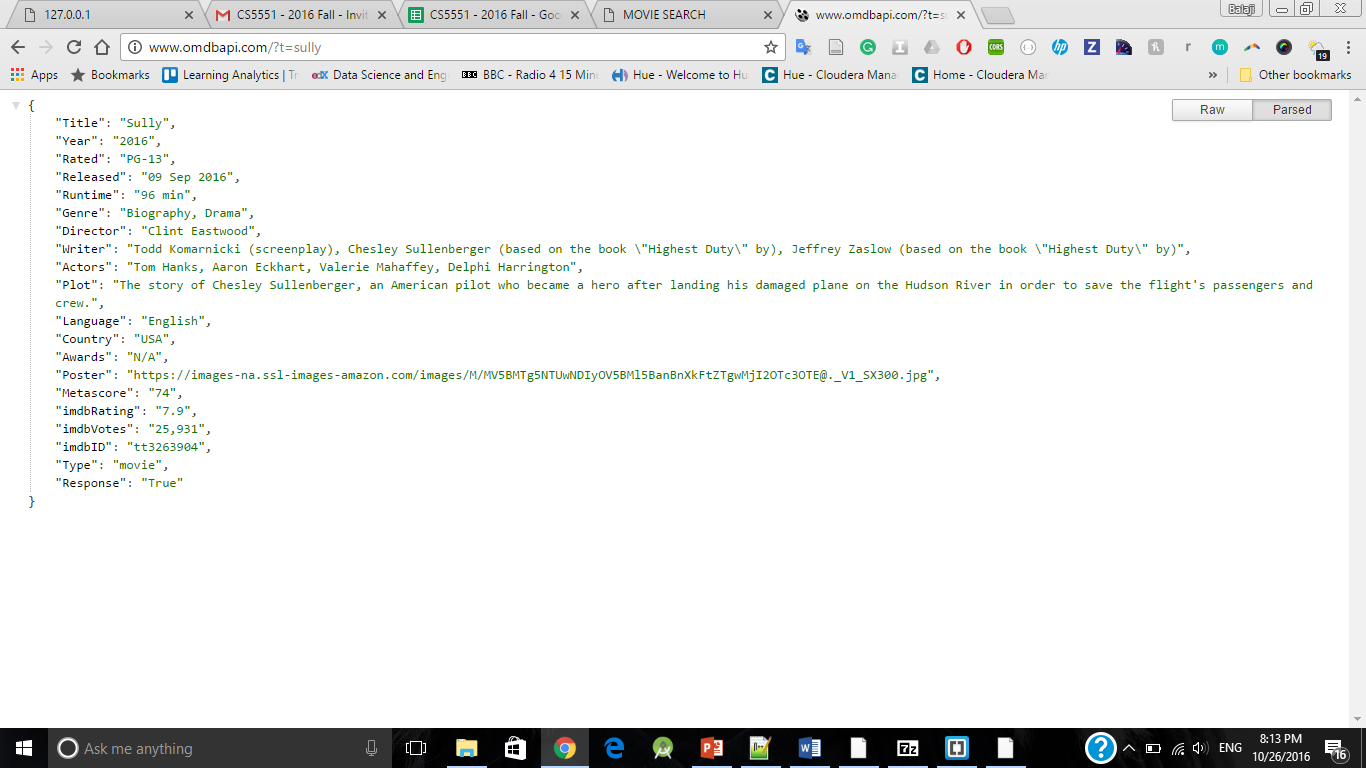 127.0.0.1
CS5551 - 2016 Fall - Invit
CS5551 - 2016 Fall - Goo
MOVIE SEARCH
www.omdbapi.com/?t=su
Balaji
www.omdbapi.com/?t=sully
Apps
Bookmarks
Learning Analytics | Tr
Data Science and Eng
BBC - Radio 4 15 Minu
Hue - Welcome to Hu
Hue - Cloudera Mana
Home - Cloudera Man
»
Other bookmarks
19
Raw
Parsed
{
"Title": "Sully",
"Year": "2016",
"Rated": "PG-13",
"Released": "09 Sep 2016",
"Runtime": "96 min",
"Genre": "Biography, Drama",
"Director": "Clint Eastwood",
"Writer": "Todd Komarnicki (screenplay), Chesley Sullenberger (based on the book \"Highest Duty\" by), Jeffrey Zaslow (based on the book \"Highest Duty\" by)",
"Actors": "Tom Hanks, Aaron Eckhart, Valerie Mahaffey, Delphi Harrington",
"Plot": "The story of Chesley Sullenberger, an American pilot who became a hero after landing his damaged plane on the Hudson River in order to save the flight's passengers and
crew.",
"Language": "English",
"Country": "USA",
"Awards": "N/A",
"Poster": "https://images-na.ssl-images-amazon.com/images/M/MV5BMTg5NTUwNDIyOV5BMl5BanBnXkFtZTgwMjI2OTc3OTE@._V1_SX300.jpg",
"Metascore": "74",
"imdbRating": "7.9",
"imdbVotes": "25,931",
"imdbID": "tt3263904",
"Type": "movie",
"Response": "True"
}
Ask me anything
ENG
8:13 PM
10/26/2016
16